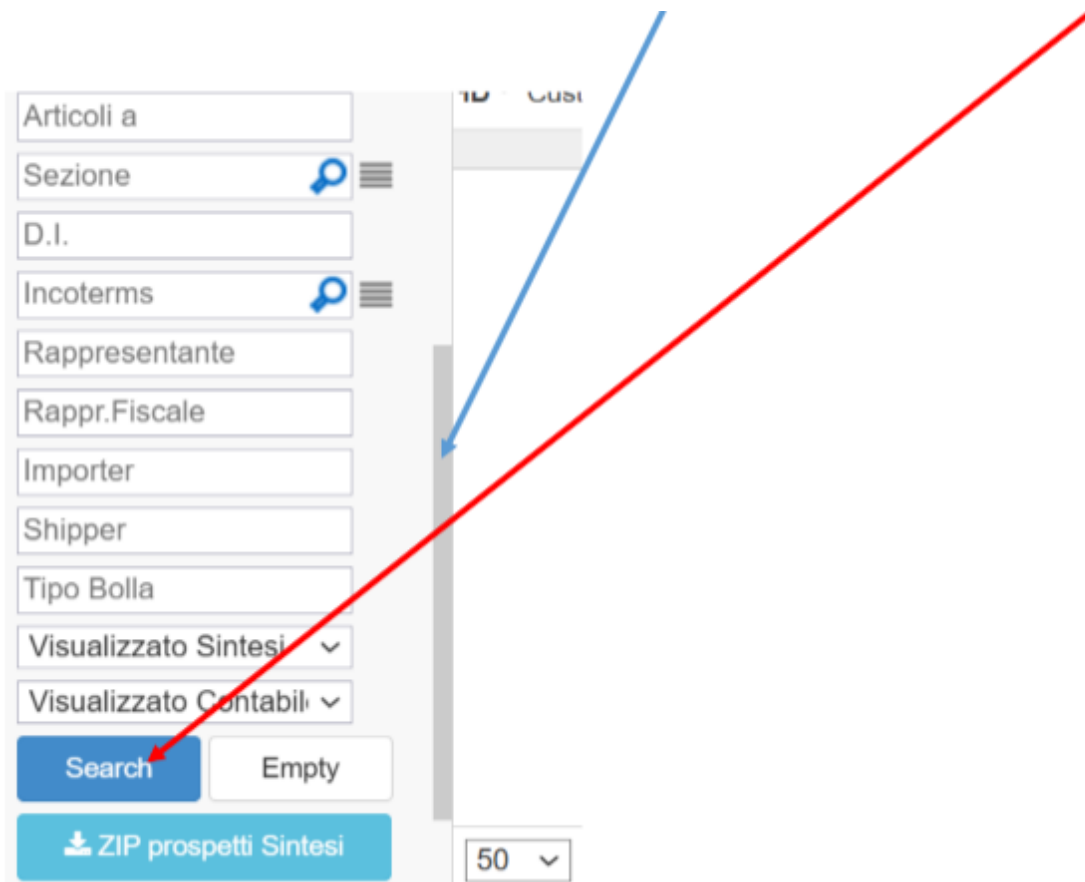 Cust
Articoli a
Sezione
D.I.
Incoterms
Rappresentante
Rappr.Fiscale
Importer
Shipper
Tipo Bolla
Visualizzato Sintesi
Visualizzato Contabil
Search Empty
ZIP prospetti Sintesi
50